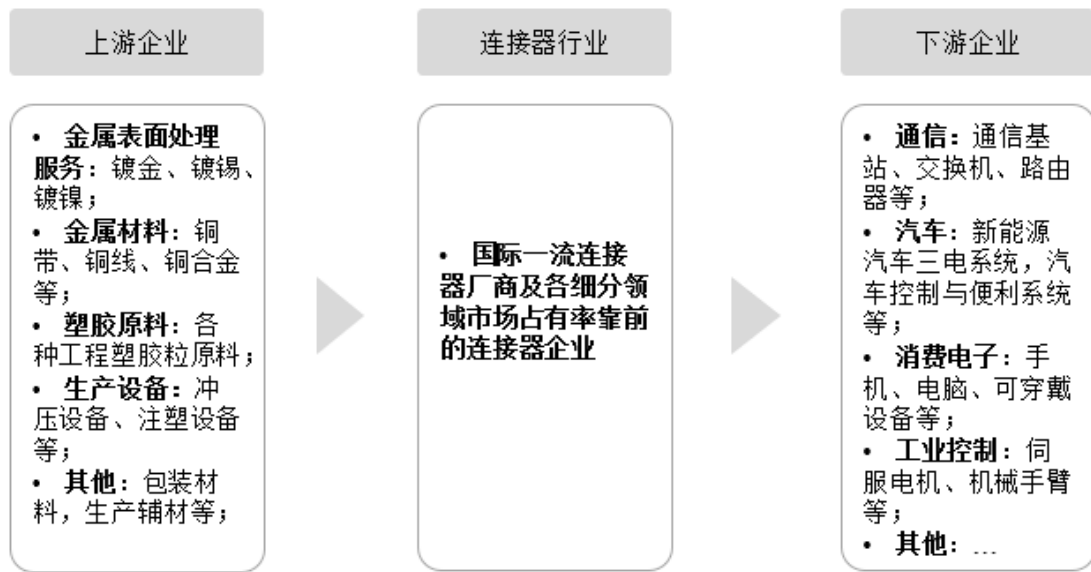 上游企业
• 金属表面处理
服务：镀金、镀锡、
镀镍；
• 金属材料：铜
带、铜线、铜合金
等；
• 塑胶原料：各
种工程塑胶粒原料；
• 生产设备：冲
压设备、注塑设备
等；
• 其他：包装材
料，生产辅材等；
连接器行业
• 国际一流连接
器厂商及各细分领
域市场占有率靠前
的连接器企业
下游企业
• 通信：通信基
站、交换机、路由
器等；
• 汽车：新能源
汽车三电系统，汽
车控制与便利系统
等；
• 消费电子：手
机、电脑、可穿戴
设备等；
• 工业控制：伺
服电机、机械手臂
等；
• 其他：…